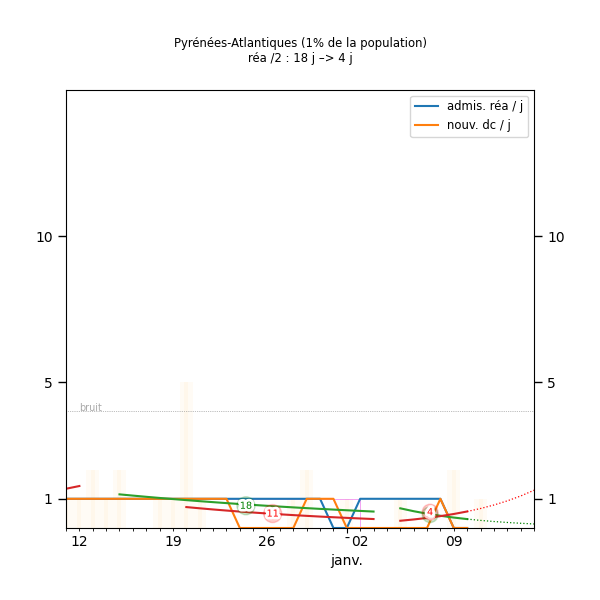 Pyrénées-Atlantiques (1% de la population)
réa /2 : 18 j –> 4 j
admis. réa / j
nouv. dc / j
10
10
5
5
bruit
1
1
18
11
4
12
19
26
02
09
janv.